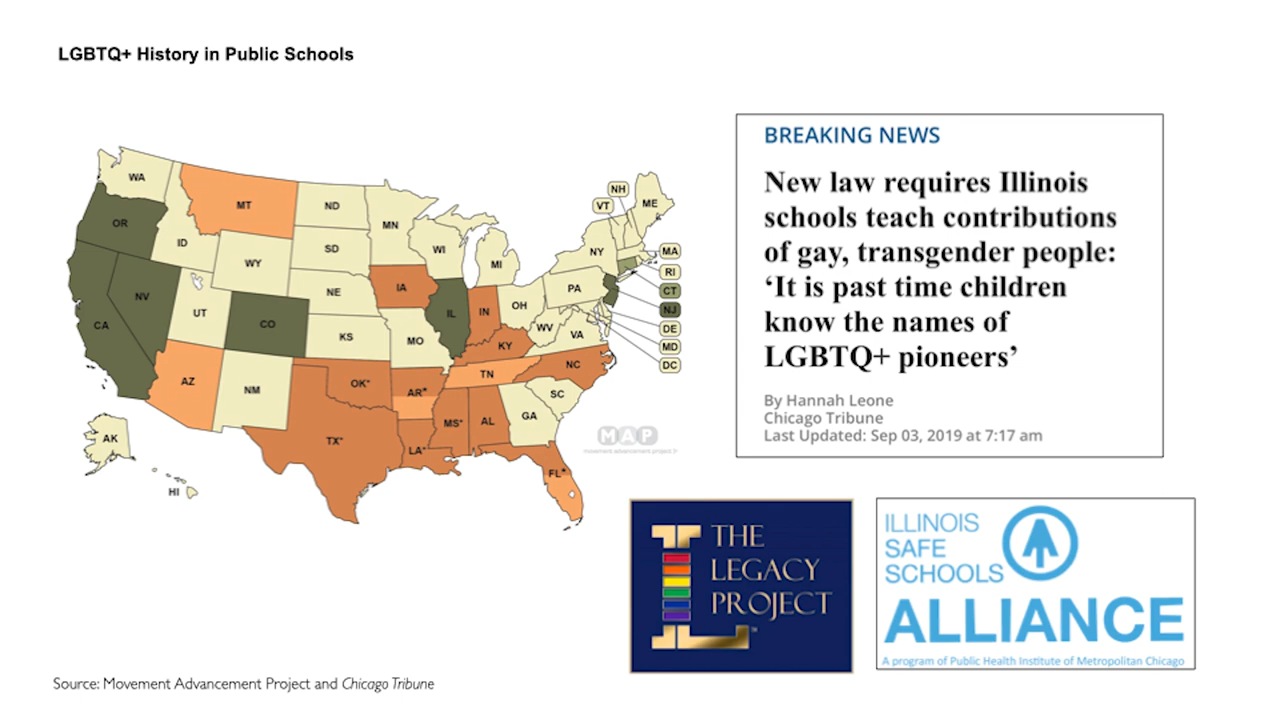 LGBTQ+ History in Public Schools
WA
OR
CA
NV
ID
MT
WY
UT
CO
AZ
NM
ND
SD
NE
KS
OK*
TX*
MN
IA
MO
AR*
LA*
WI
IL
MI
IN
OH
KY
TN
MS*
AL
GA
FL*
SC
NC
VA
WV
PA
NY
VT
NH
ME
MA
RI
CT
NJ
DE
MD
DC
AK
HI
MAP
movement advancement project
BREAKING NEWS
New law requires Illinois
schools teach contributions
of gay, transgender people:
‘It is past time children
know the names of
LGBTQ+ pioneers’
By Hannah Leone
Chicago Tribune
Last Updated: Sep 03, 2019 at 7:17 am
THE
LEGACY
PROJECT
™
ILLINOIS
SAFE
SCHOOLS
ALLIANCE
A program of Public Health Institute of Metropolitan Chicago
Source: Movement Advancement Project and Chicago Tribune